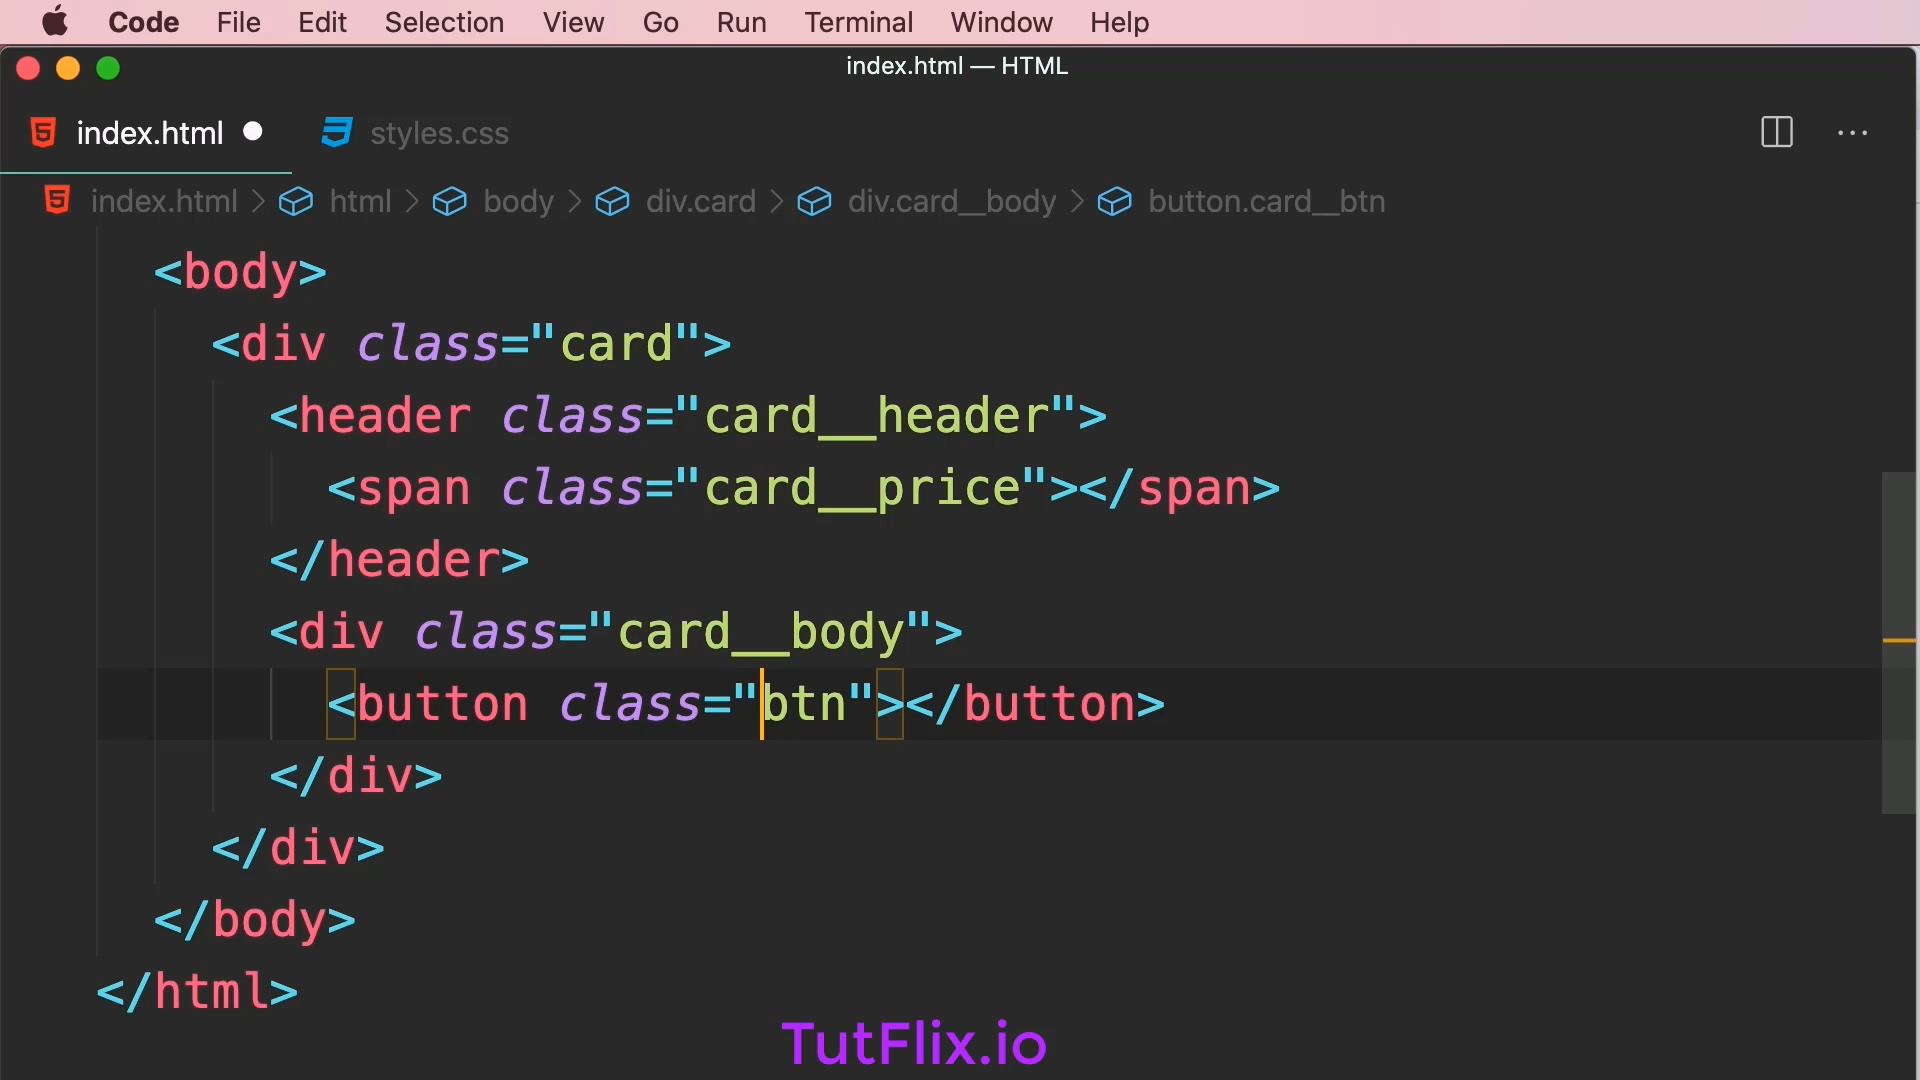 Code File Edit Selection View Go Run Terminal Window Help
index.html — HTML
index.html styles.css
index.html > html > body > div.card > div.card__body > button.card__btn
<body>
<div class="card">
<header class="card__header">
<span class="card__price"></span>
</header>
<div class="card__body">
<button class="btn"></button>
</div>
</div>
</body>
</html>
TutFlix.io